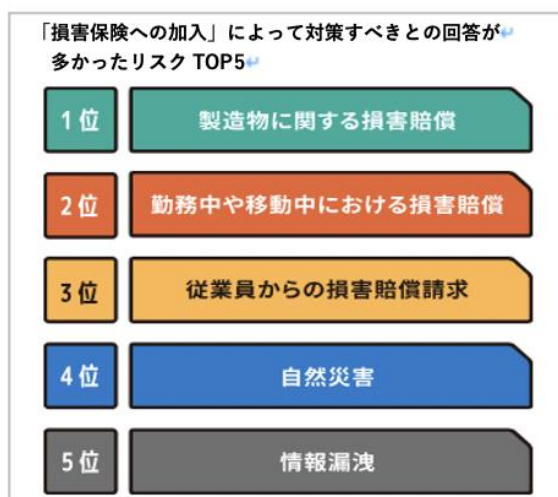 「損害保険への加入」によって対策すべきとの回答が↵
多かったリスク TOP5↵
1位 製造物に関する損害賠償
2位 勤務中や移動中における損害賠償
3位 従業員からの損害賠償請求
4位 自然災害
5位 情報漏洩